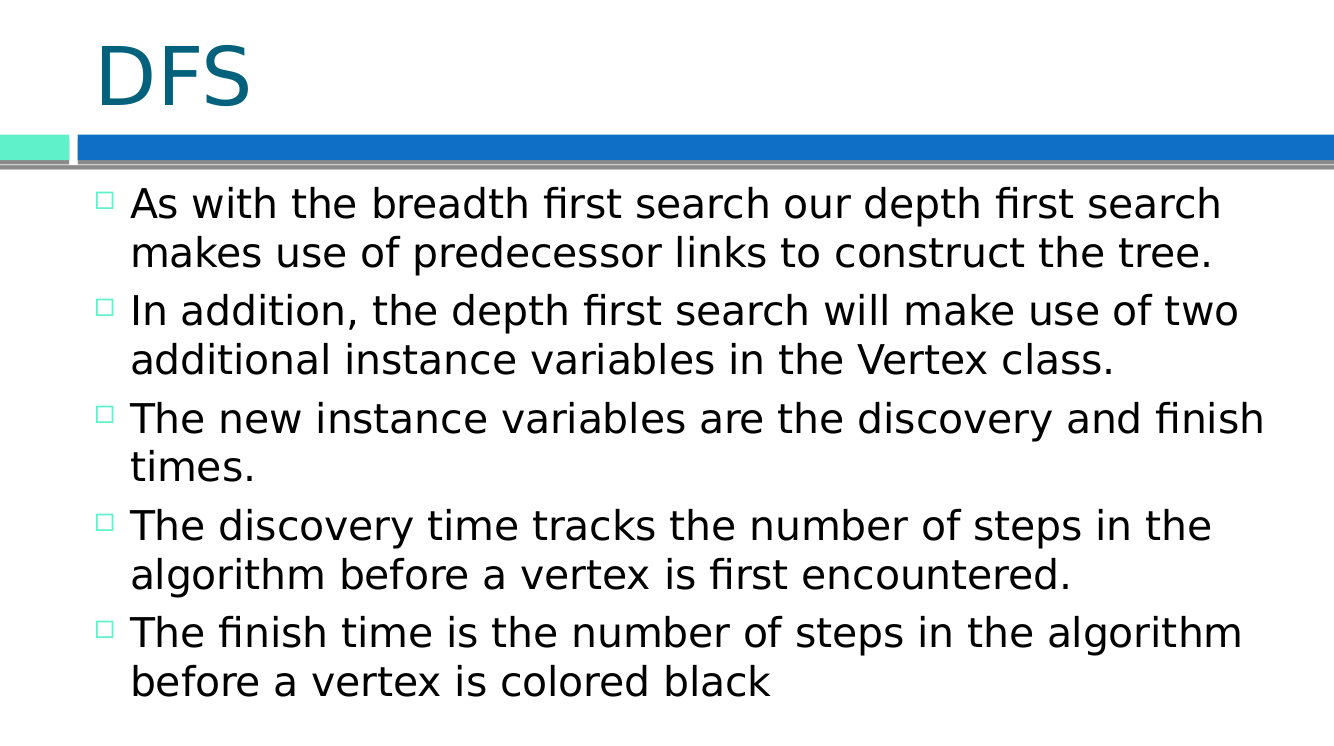 DFS
As with the breadth first search our depth first search
makes use of predecessor links to construct the tree.
In addition, the depth first search will make use of two
additional instance variables in the Vertex class.
The new instance variables are the discovery and finish
times.
The discovery time tracks the number of steps in the
algorithm before a vertex is first encountered.
The finish time is the number of steps in the algorithm
before a vertex is colored black